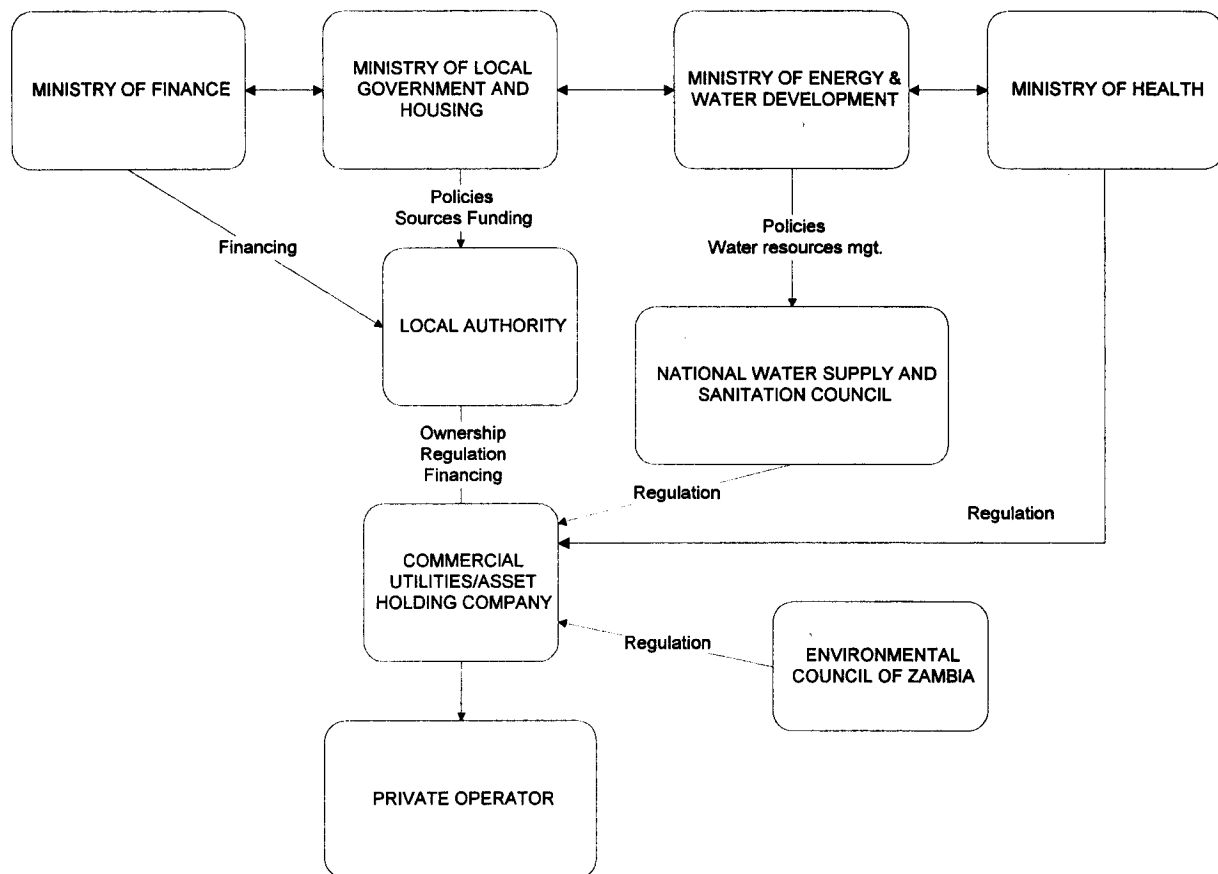 MINISTRY OF FINANCE
MINISTRY OF LOCAL
GOVERNMENT AND
HOUSING
MINISTRY OF ENERGY &
WATER DEVELOPMENT
MINISTRY OF HEALTH
Policies
Sources Funding
Financing
Policies
Water resources mgt.
LOCAL AUTHORITY
NATIONAL WATER SUPPLY AND
SANITATION COUNCIL
Ownership
Regulation
Financing
Regulation
Regulation
COMMERCIAL
UTILITIES/ASSET
HOLDING COMPANY
Regulation
ENVIRONMENTAL
COUNCIL OF ZAMBIA
PRIVATE OPERATOR